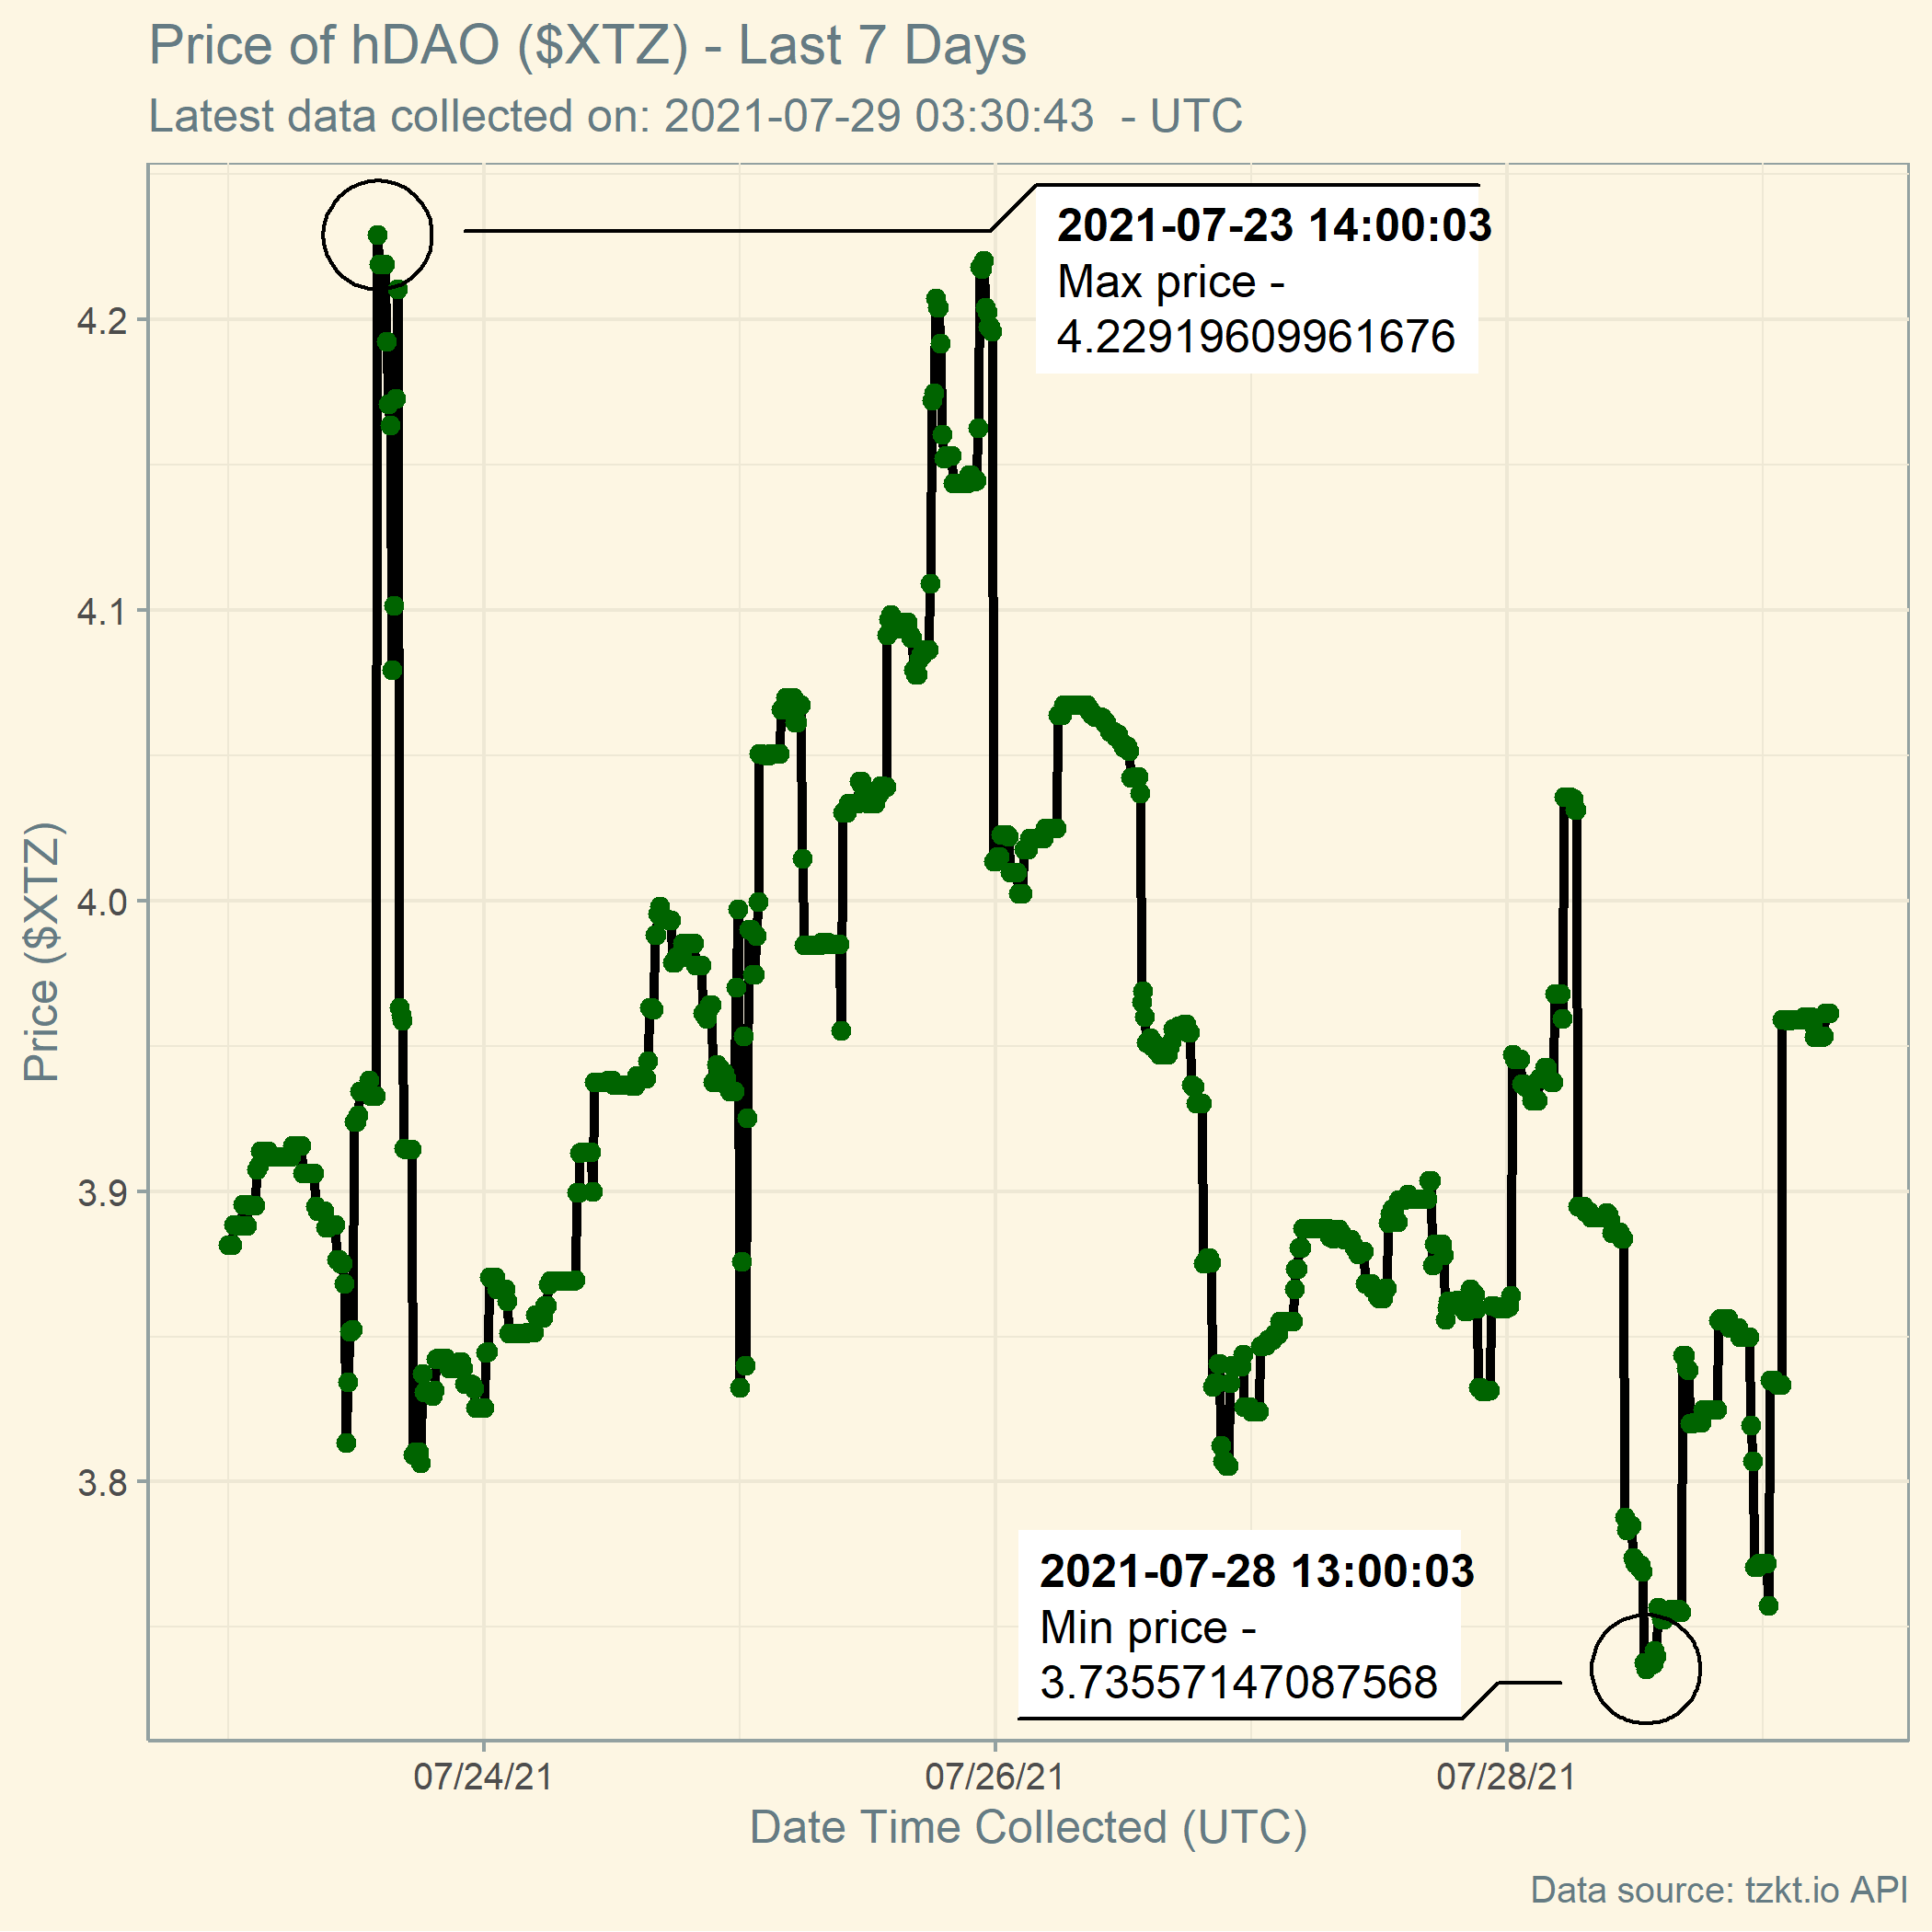 Price of hDAO ($XTZ) - Last 7 Days
Latest data collected on: 2021-07-29 03:30:43  - UTC
2021-07-23 14:00:03
Max price -
4.22919609961676
4.2
4.1
4.0
3.9
3.8
Price ($XTZ)
2021-07-28 13:00:03
Min price -
3.73557147087568
07/24/21
07/26/21
07/28/21
Date Time Collected (UTC)
Data source: tzkt.io API